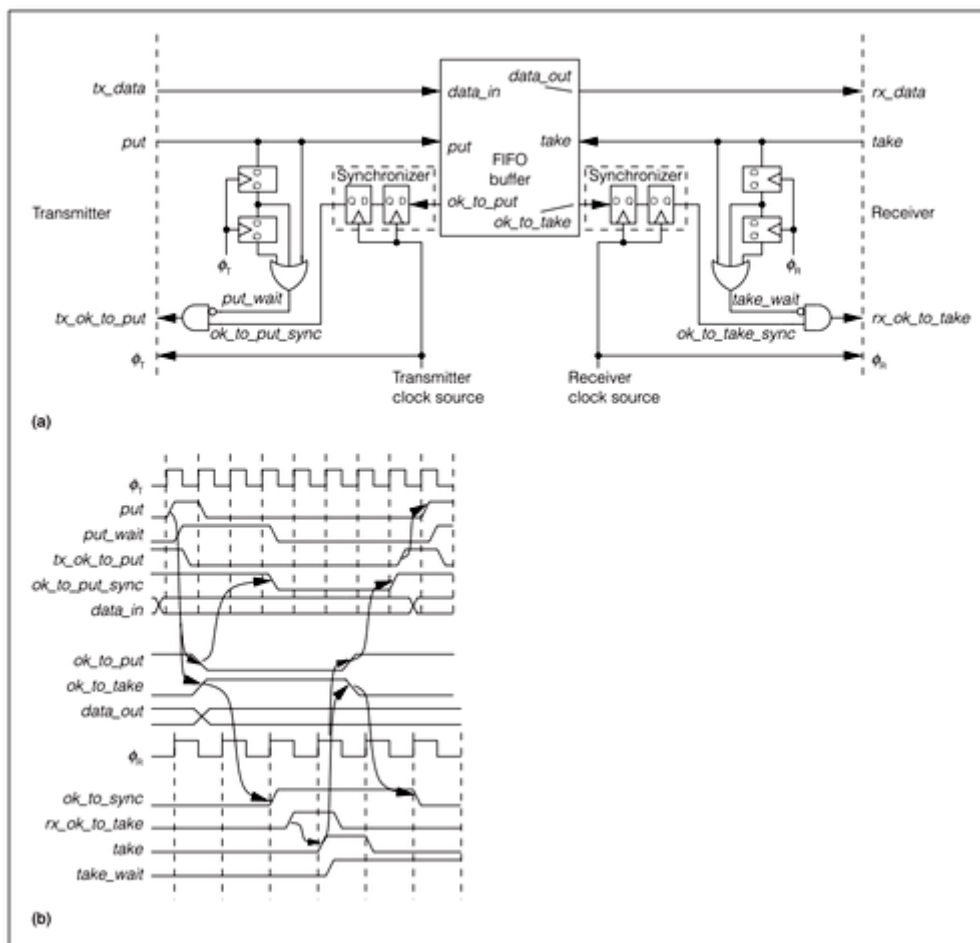 tx_data
data_in
data_out
rx_data
put
put
take
take
FIFO
buffer
Synchronizer
Synchronizer
ok_to_put
ok_to_take
Transmitter
Receiver
ϕT
ϕR
put_wait
take_wait
tx_ok_to_put
ok_to_put_sync
ok_to_take_sync
rx_ok_to_take
ϕT
ϕR
Transmitter
clock source
Receiver
clock source
(a)
ϕT
put
put_wait
tx_ok_to_put
ok_to_put_sync
data_in
ok_to_put
ok_to_take
data_out
ϕR
ok_to_sync
rx_ok_to_take
take
take_wait
(b)